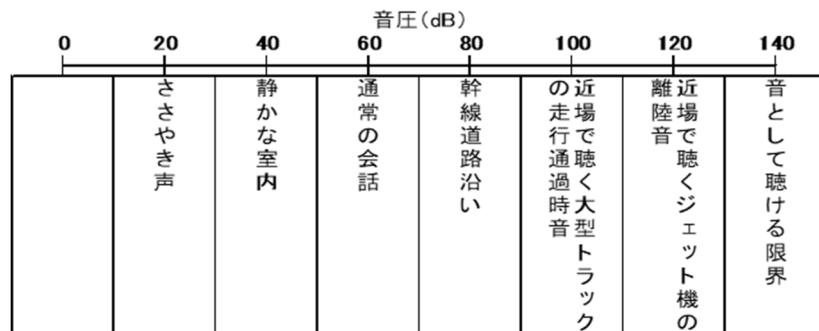 音圧(dB)
0 20 40 60 80 100 120 140
ささやき声
静かな室内
通常の会話
幹線道路沿い
近場で聴く大型トラック
の走行通過時音
近場で聴くジェット機の
離陸音
音として聴ける限界